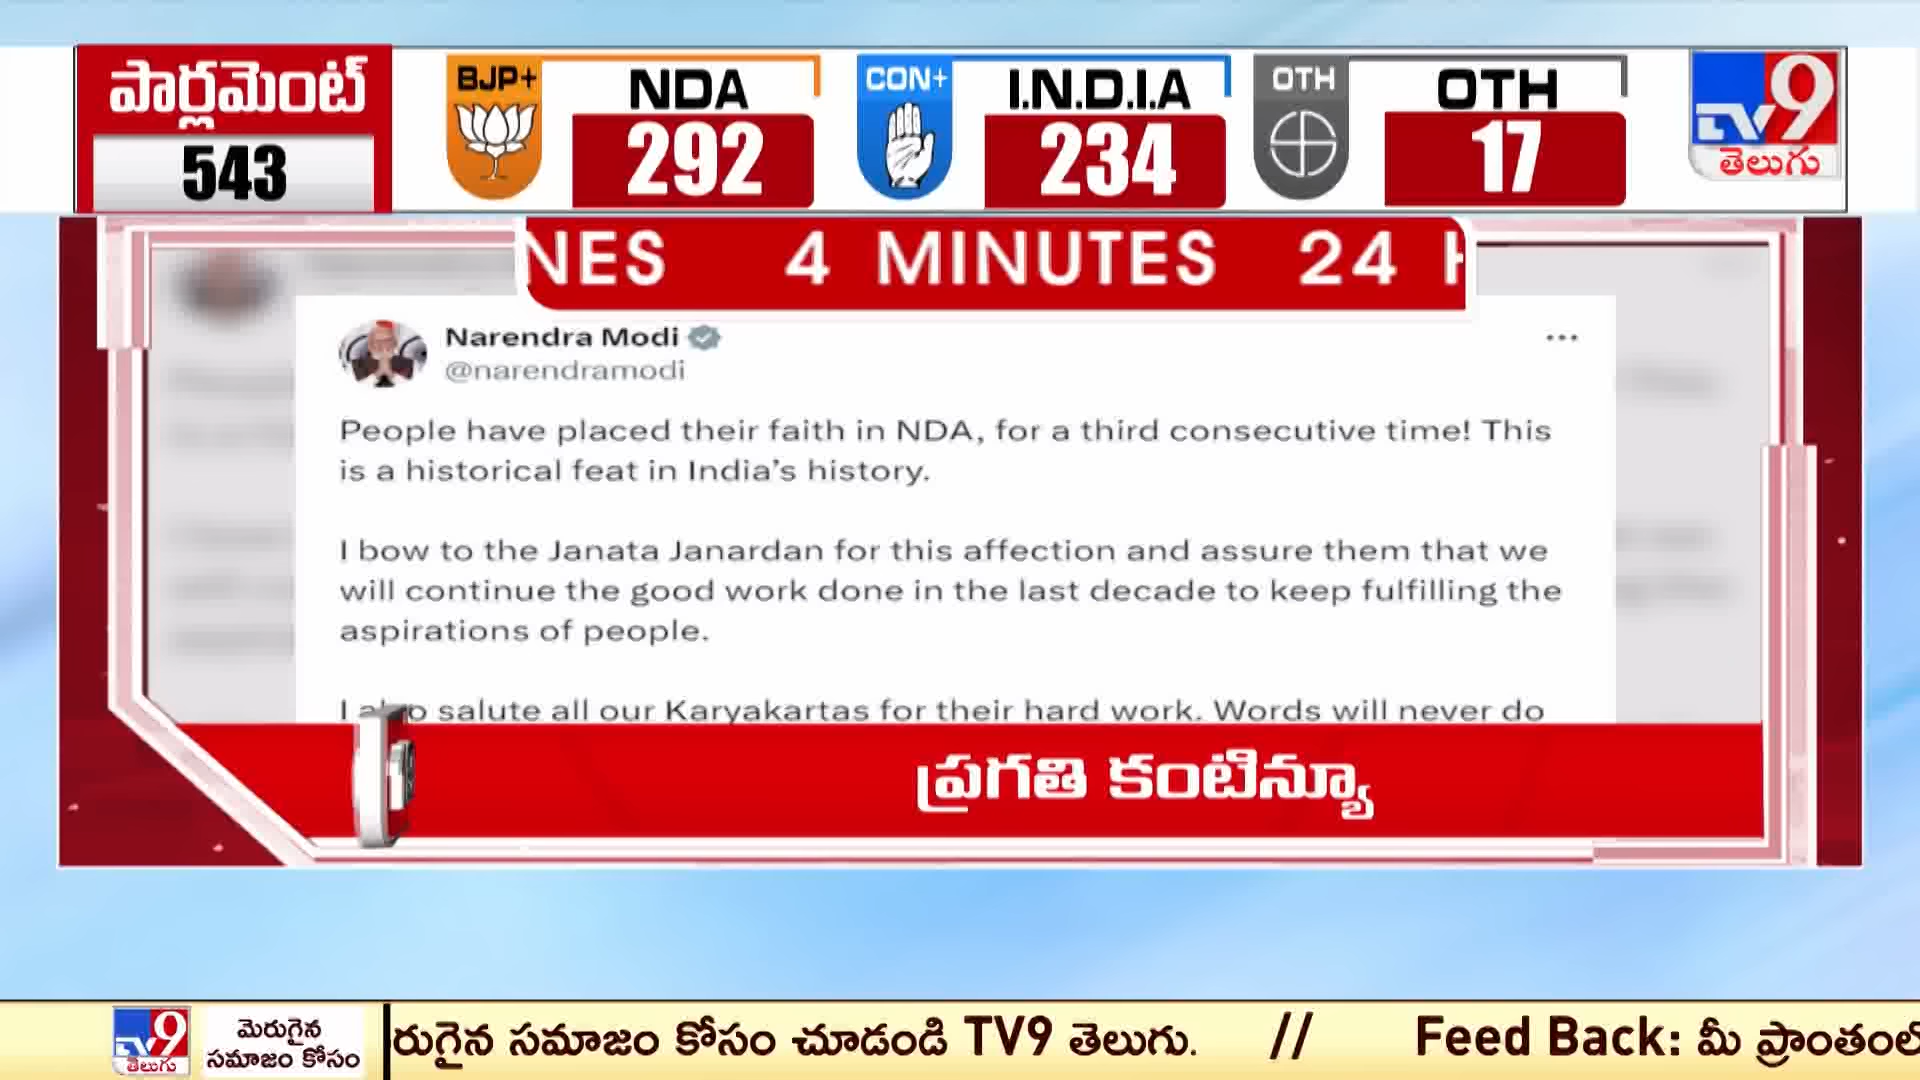 పార్లమెంట్
543
BJP+
NDA
292
CON+
I.N.D.I.A
234
OTH
OTH
17
TV9
తెలుగు
NES 4 MINUTES 24 H
Narendra Modi
@narendramodi
People have placed their faith in NDA, for a third consecutive time! This
is a historical feat in India's history.
I bow to the Janata Janardan for this affection and assure them that we
will continue the good work done in the last decade to keep fulfilling the
aspirations of people.
I also salute all our Karyakartas for their hard work. Words will never do
ప్రగతి కంటిన్యూ
TV9
తెలుగు
మెరుగైన
సమాజం కోసం
రుగైన సమాజం కోసం చూడండి TV9 తెలుగు. // Feed Back: మీ ప్రాంతంలో